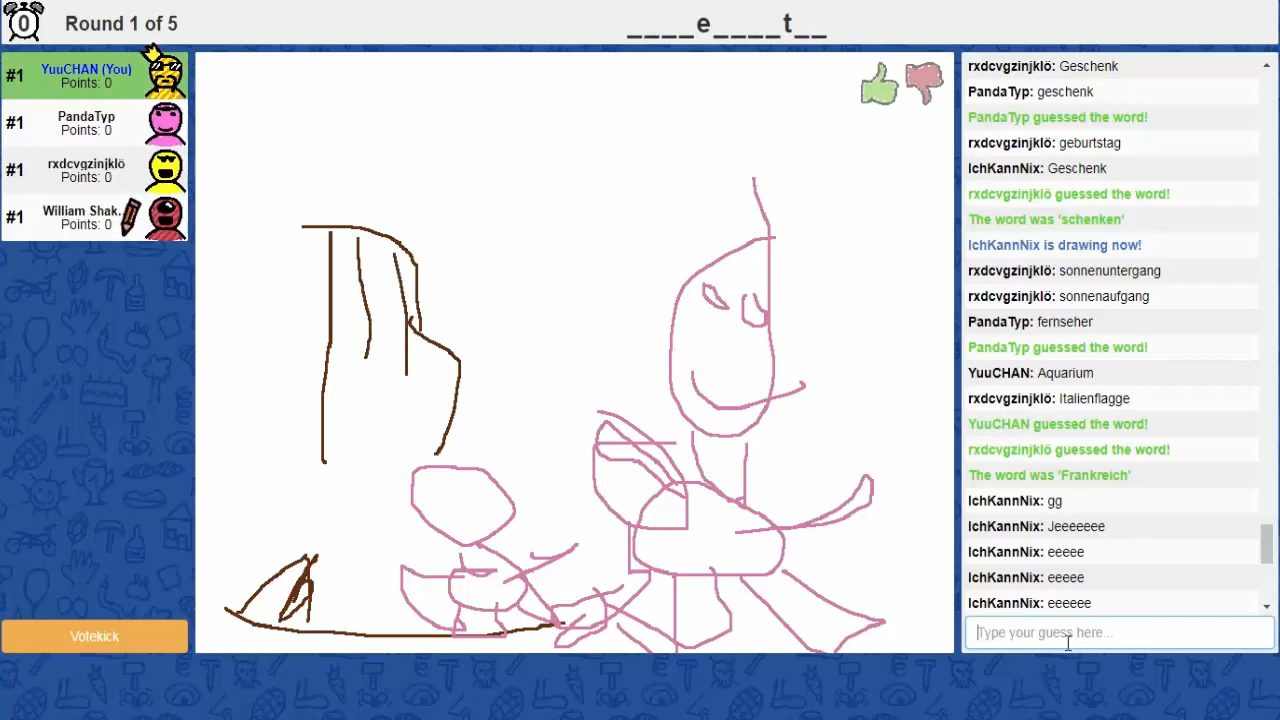 0
Round 1 of 5
____e____t__
#1
YuuCHAN (You)
Points: 0
#1
PandaTyp
Points: 0
#1
rxdcvgzinjklö
Points: 0
#1
William Shak..
Points: 0
Votekick
rxdcvgzinjklö: Geschenk
PandaTyp: geschenk
PandaTyp guessed the word!
rxdcvgzinjklö: geburtstag
IchKannNix: Geschenk
rxdcvgzinjklö guessed the word!
The word was 'schenken'
IchKannNix is drawing now!
rxdcvgzinjklö: sonnenuntergang
rxdcvgzinjklö: sonnenaufgang
PandaTyp: fernseher
PandaTyp guessed the word!
YuuCHAN: Aquarium
rxdcvgzinjklö: Italienflagge
YuuCHAN guessed the word!
rxdcvgzinjklö guessed the word!
The word was 'Frankreich'
IchKannNix: gg
IchKannNix: Jeeeeeee
IchKannNix: eeeee
IchKannNix: eeeee
IchKannNix: eeeeee
Type your guess here...